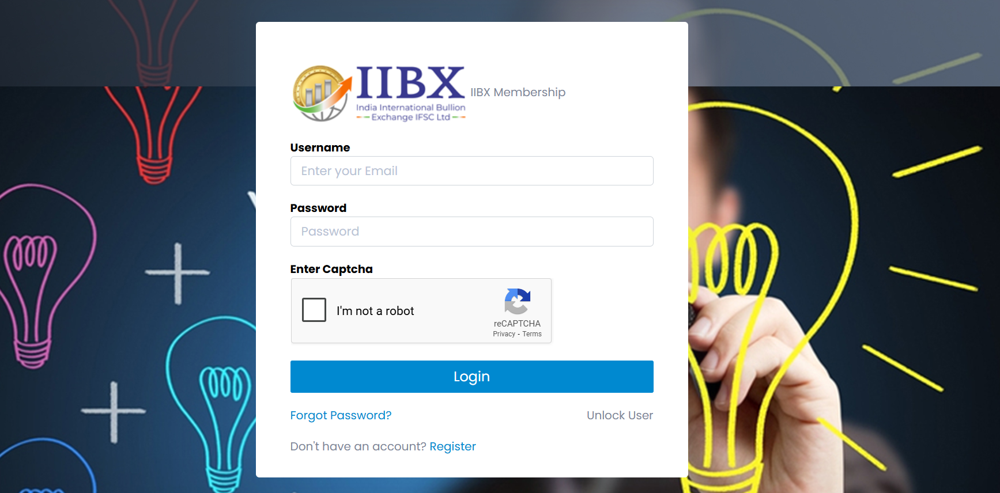 IIBX
India International Bullion
Exchange IFSC Ltd
IIBX Membership
Username
Enter your Email
Password
Password
Enter Captcha
I'm not a robot
reCAPTCHA
Privacy - Terms
Login
Forgot Password?
Unlock User
Don't have an account? Register